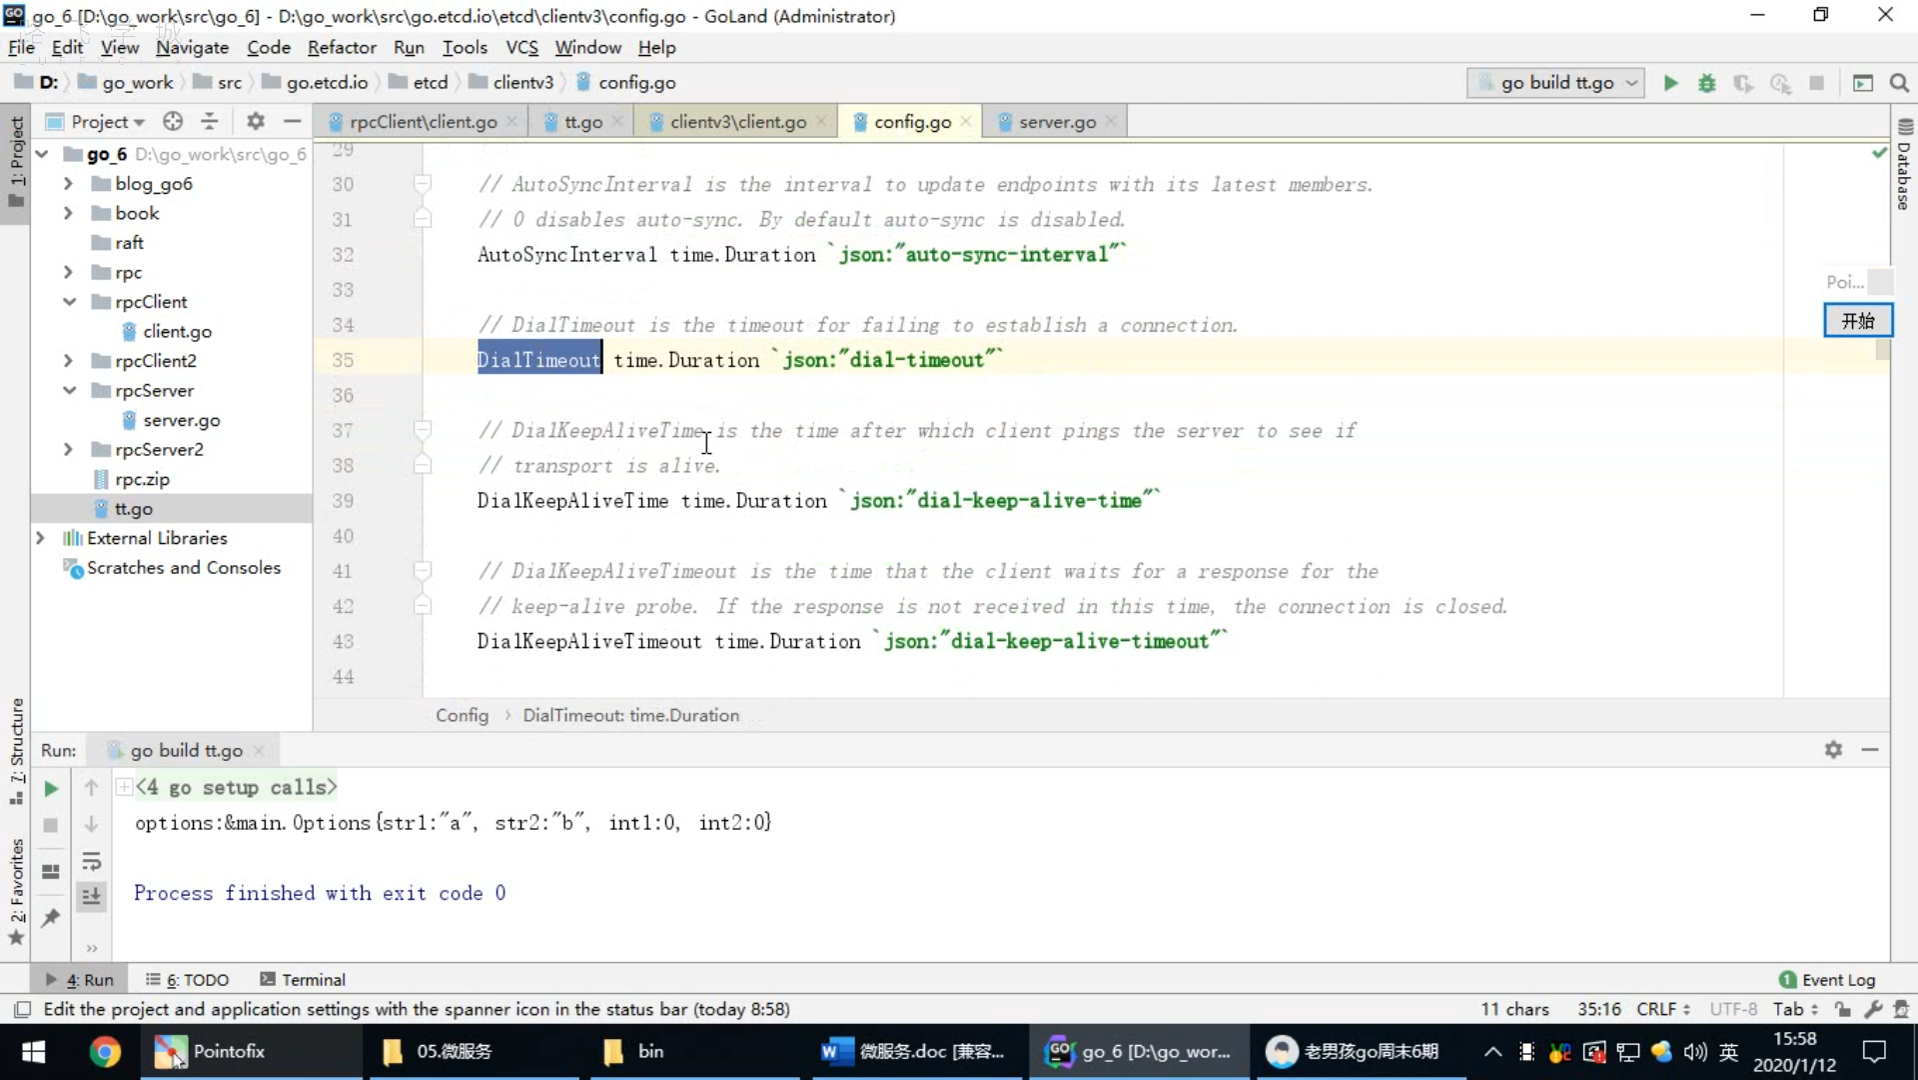 go_6 [D:\go_work\src\go_6] - D:\go_work\src\go.etcd.io\etcd\clientv3\config.go - GoLand (Administrator)
File Edit View Navigate Code Refactor Run Tools VCS Window Help
D: go_work src go.etcd.io etcd clientv3 config.go
go build tt.go
Project
rpcClient\client.go tt.go clientv3\client.go config.go server.go
1: Project
Database
go_6 D:\go_work\src\go_6
blog_go6
book
raft
rpc
rpcClient
client.go
rpcClient2
rpcServer
server.go
rpcServer2
rpc.zip
tt.go
External Libraries
Scratches and Consoles
29
30 // AutoSyncInterval is the interval to update endpoints with its latest members.
31 // 0 disables auto-sync. By default auto-sync is disabled.
32 AutoSyncInterval time.Duration `json:"auto-sync-interval"`
33
34 // DialTimeout is the timeout for failing to establish a connection.
35 DialTimeout time.Duration `json:"dial-timeout"`
36
37 // DialKeepAliveTime is the time after which client pings the server to see if
38 // transport is alive.
39 DialKeepAliveTime time.Duration `json:"dial-keep-alive-time"`
40
41 // DialKeepAliveTimeout is the time that the client waits for a response for the
42 // keep-alive probe. If the response is not received in this time, the connection is closed.
43 DialKeepAliveTimeout time.Duration `json:"dial-keep-alive-timeout"`
44
Poi...
开始
Config › DialTimeout: time.Duration
7: Structure
2: Favorites
Run: go build tt.go
<4 go setup calls>
options:&main.Options{str1:"a", str2:"b", int1:0, int2:0}
Process finished with exit code 0
4: Run 6: TODO Terminal
1 Event Log
Edit the project and application settings with the spanner icon in the status bar (today 8:58)
11 chars 35:16 CRLF UTF-8 Tab
Pointofix 05.微服务 bin 微服务.doc [兼容... go_6 [D:\go_wor... 老男孩go周末6期
英
15:58
2020/1/12